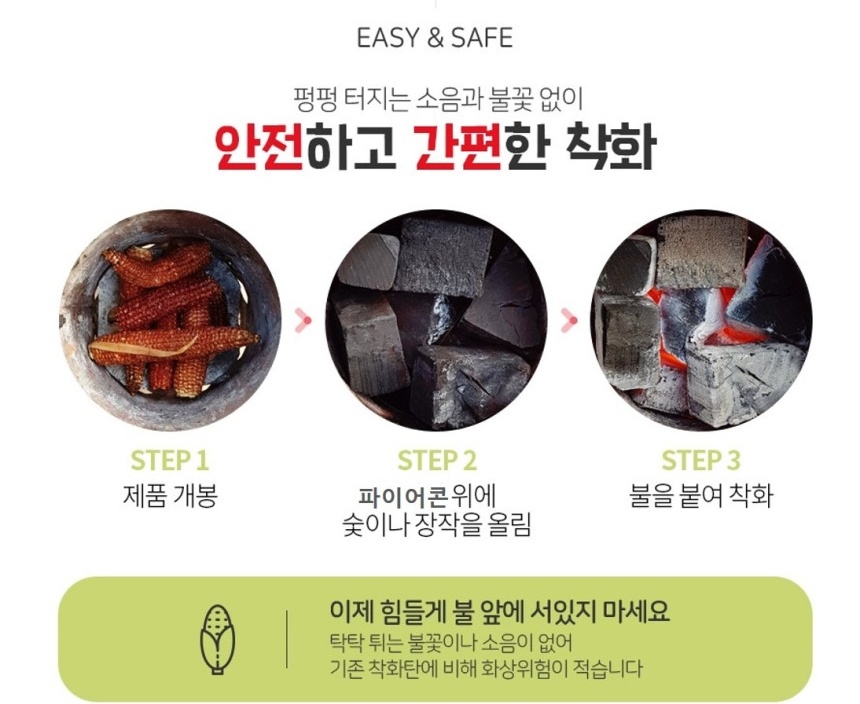 EASY & SAFE
펑펑 터지는 소음과 불꽃 없이
안전하고 간편한 착화
STEP 1
제품 개봉
STEP 2
파이어콘위에
숯이나 장작을 올림
STEP 3
불을 붙여 착화
이제 힘들게 불 앞에 서있지 마세요
탁탁 튀는 불꽃이나 소음이 없어
기존 착화탄에 비해 화상위험이 적습니다